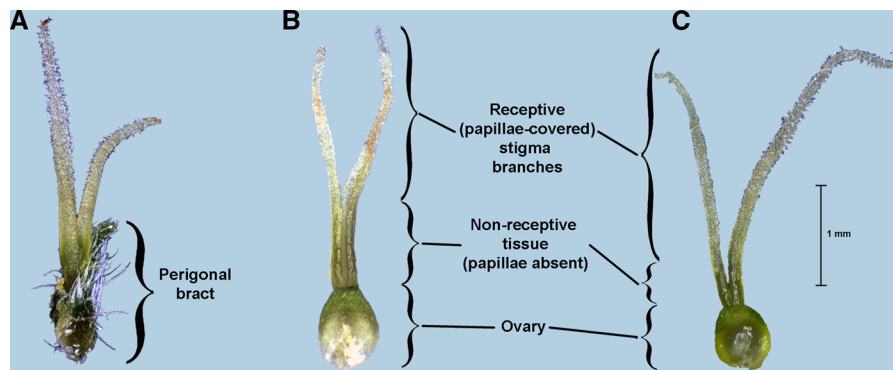 A
B
C
Receptive
(papillae-covered)
stigma
branches
Non-receptive
tissue
(papillae absent)
Perigonal
bract
Ovary
1 mm